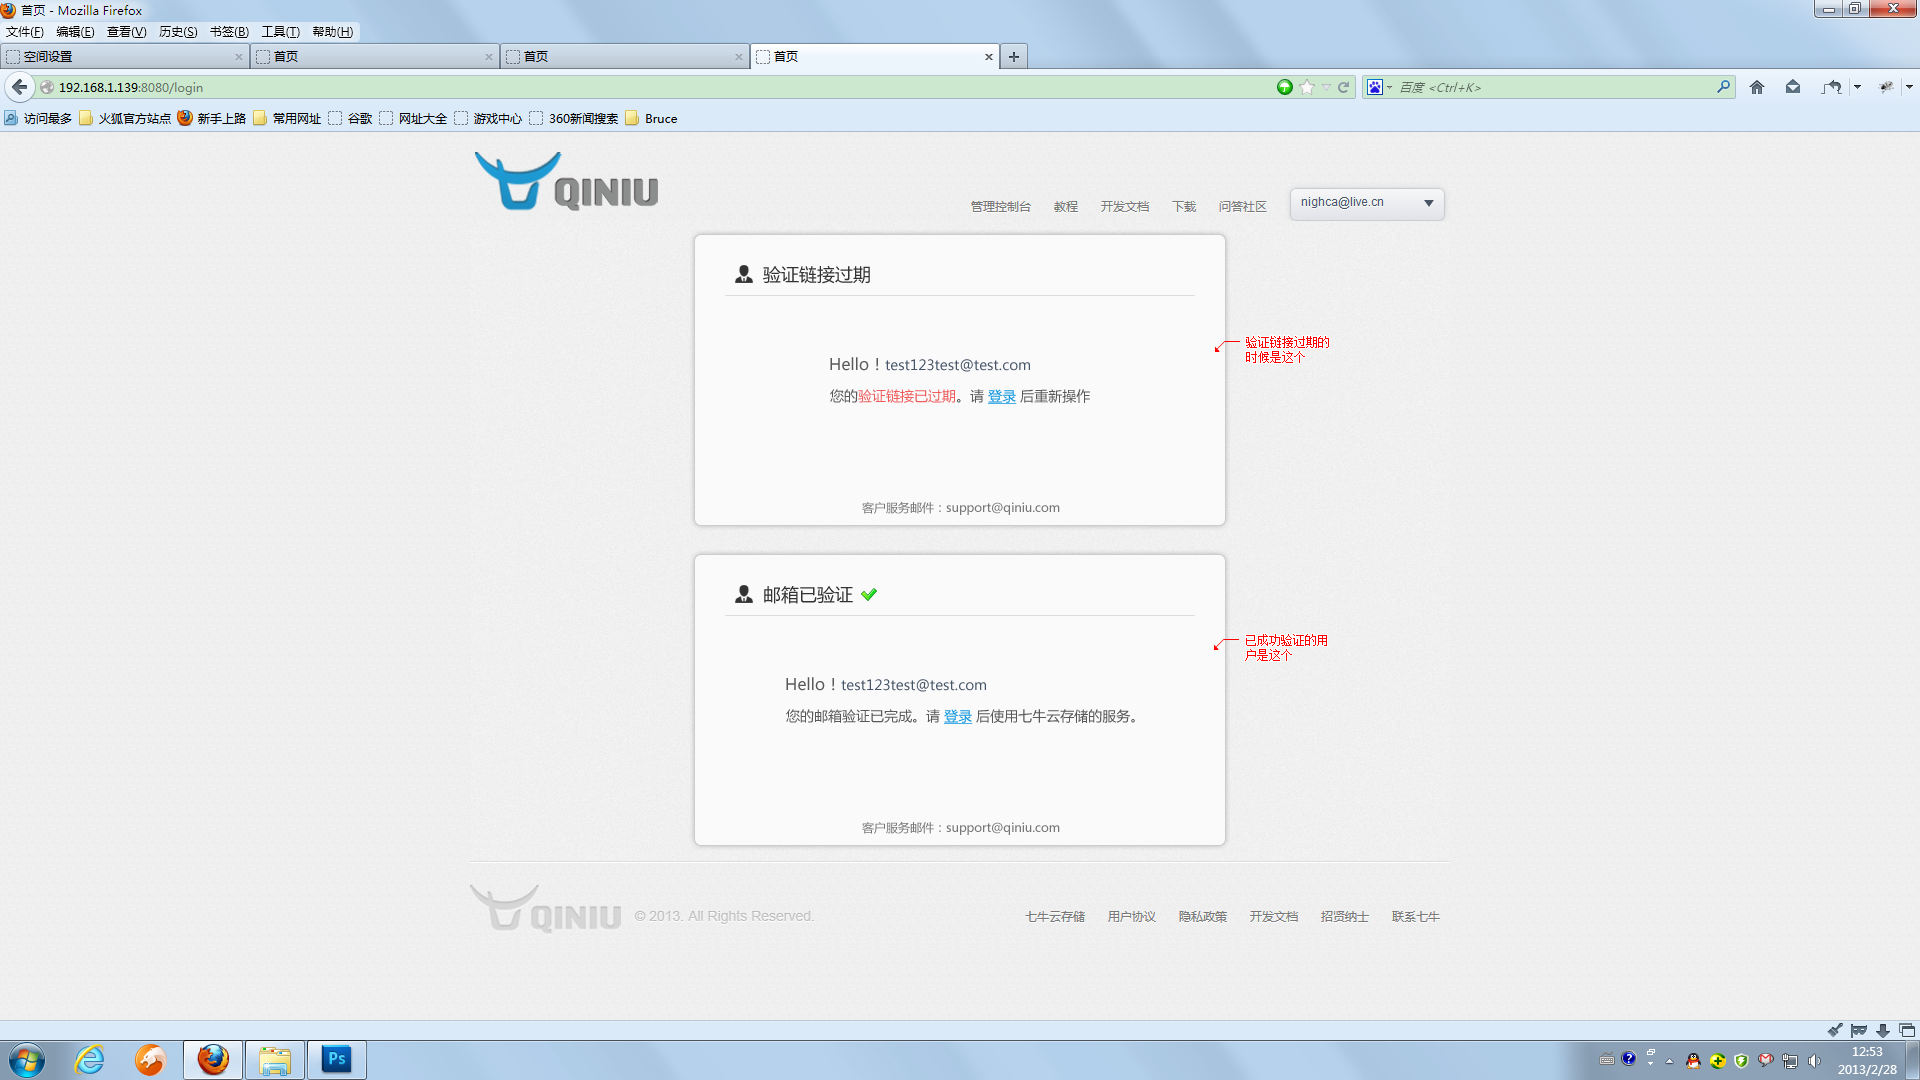 首页 - Mozilla Firefox
文件(F) 编辑(E) 查看(V) 历史(S) 书签(B) 工具(T) 帮助(H)
空间设置 首页 首页 首页
192.168.1.139:8080/login
百度 <Ctrl+K>
访问最多 火狐官方站点 新手上路 常用网址 谷歌 网址大全 游戏中心 360新闻搜索 Bruce
QINIU
管理控制台 教程 开发文档 下载 问答社区 nighca@live.cn
验证链接过期
Hello！test123test@test.com
您的验证链接已过期。请 登录 后重新操作
验证链接过期的
时候是这个
客户服务邮件：support@qiniu.com
邮箱已验证
Hello！test123test@test.com
您的邮箱验证已完成。请 登录 后使用七牛云存储的服务。
已成功验证的用
户是这个
客户服务邮件：support@qiniu.com
QINIU © 2013. All Rights Reserved.
七牛云存储 用户协议 隐私政策 开发文档 招贤纳士 联系七牛
Ps
12:53
2013/2/28